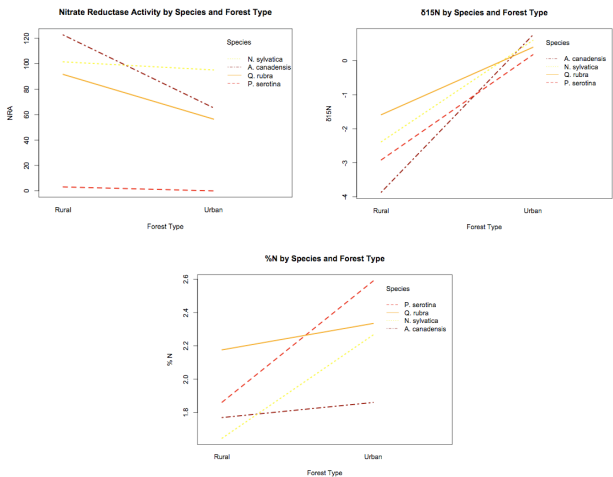 Nitrate Reductase Activity by Species and Forest Type
NRA
120
100
80
60
40
20
0
Species
N. sylvatica
A. canadensis
Q. rubra
P. serotina
Rural
Urban
Forest Type
δ15N by Species and Forest Type
δ15N
0
-1
-2
-3
-4
Species
A. canadensis
N. sylvatica
Q. rubra
P. serotina
Rural
Urban
Forest Type
%N by Species and Forest Type
% N
2.6
2.4
2.2
2.0
1.8
Species
P. serotina
Q. rubra
N. sylvatica
A. canadensis
Rural
Urban
Forest Type